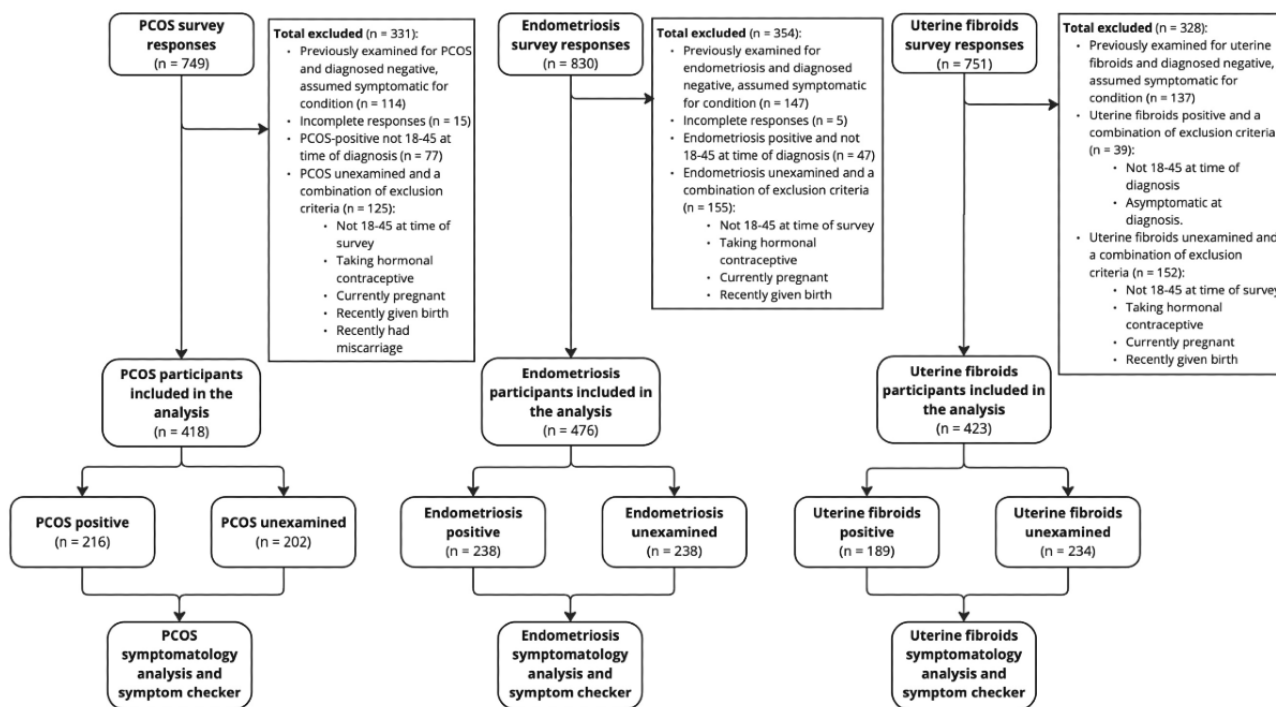 PCOS survey
responses
(n = 749)
Total excluded (n = 331):
• Previously examined for PCOS
and diagnosed negative,
assumed symptomatic for
condition (n = 114)
• Incomplete responses (n = 15)
• PCOS-positive not 18-45 at
time of diagnosis (n = 77)
• PCOS unexamined and a
combination of exclusion
criteria (n = 125):
• Not 18-45 at time of
survey
• Taking hormonal
contraceptive
• Currently pregnant
• Recently given birth
• Recently had
miscarriage
PCOS participants
included in the
analysis
(n = 418)
PCOS positive
(n = 216)
PCOS unexamined
(n = 202)
PCOS
symptomatology
analysis and
symptom checker
Endometriosis
survey responses
(n = 830)
Total excluded (n = 354):
• Previously examined for
endometriosis and diagnosed
negative, assumed symptomatic
for condition (n = 147)
• Incomplete responses (n = 5)
• Endometriosis positive and not
18-45 at time of diagnosis (n = 47)
• Endometriosis unexamined and a
combination of exclusion criteria
(n = 155):
• Not 18-45 at time of survey
• Taking hormonal
contraceptive
• Currently pregnant
• Recently given birth
Endometriosis
participants included in
the analysis
(n = 476)
Endometriosis
positive
(n = 238)
Endometriosis
unexamined
(n = 238)
Endometriosis
symptomatology
analysis and
symptom checker
Uterine fibroids
survey responses
(n = 751)
Total excluded (n = 328):
• Previously examined for uterine
fibroids and diagnosed negative,
assumed symptomatic for
condition (n = 137)
• Uterine fibroids positive and a
combination of exclusion criteria
(n = 39):
• Not 18-45 at time of
diagnosis
• Asymptomatic at
diagnosis.
• Uterine fibroids unexamined and
a combination of exclusion
criteria (n = 152):
• Not 18-45 at time of survey
• Taking hormonal
contraceptive
• Currently pregnant
• Recently given birth
Uterine fibroids
participants included in
the analysis
(n = 423)
Uterine fibroids
positive
(n = 189)
Uterine fibroids
unexamined
(n = 234)
Uterine fibroids
symptomatology
analysis and
symptom checker